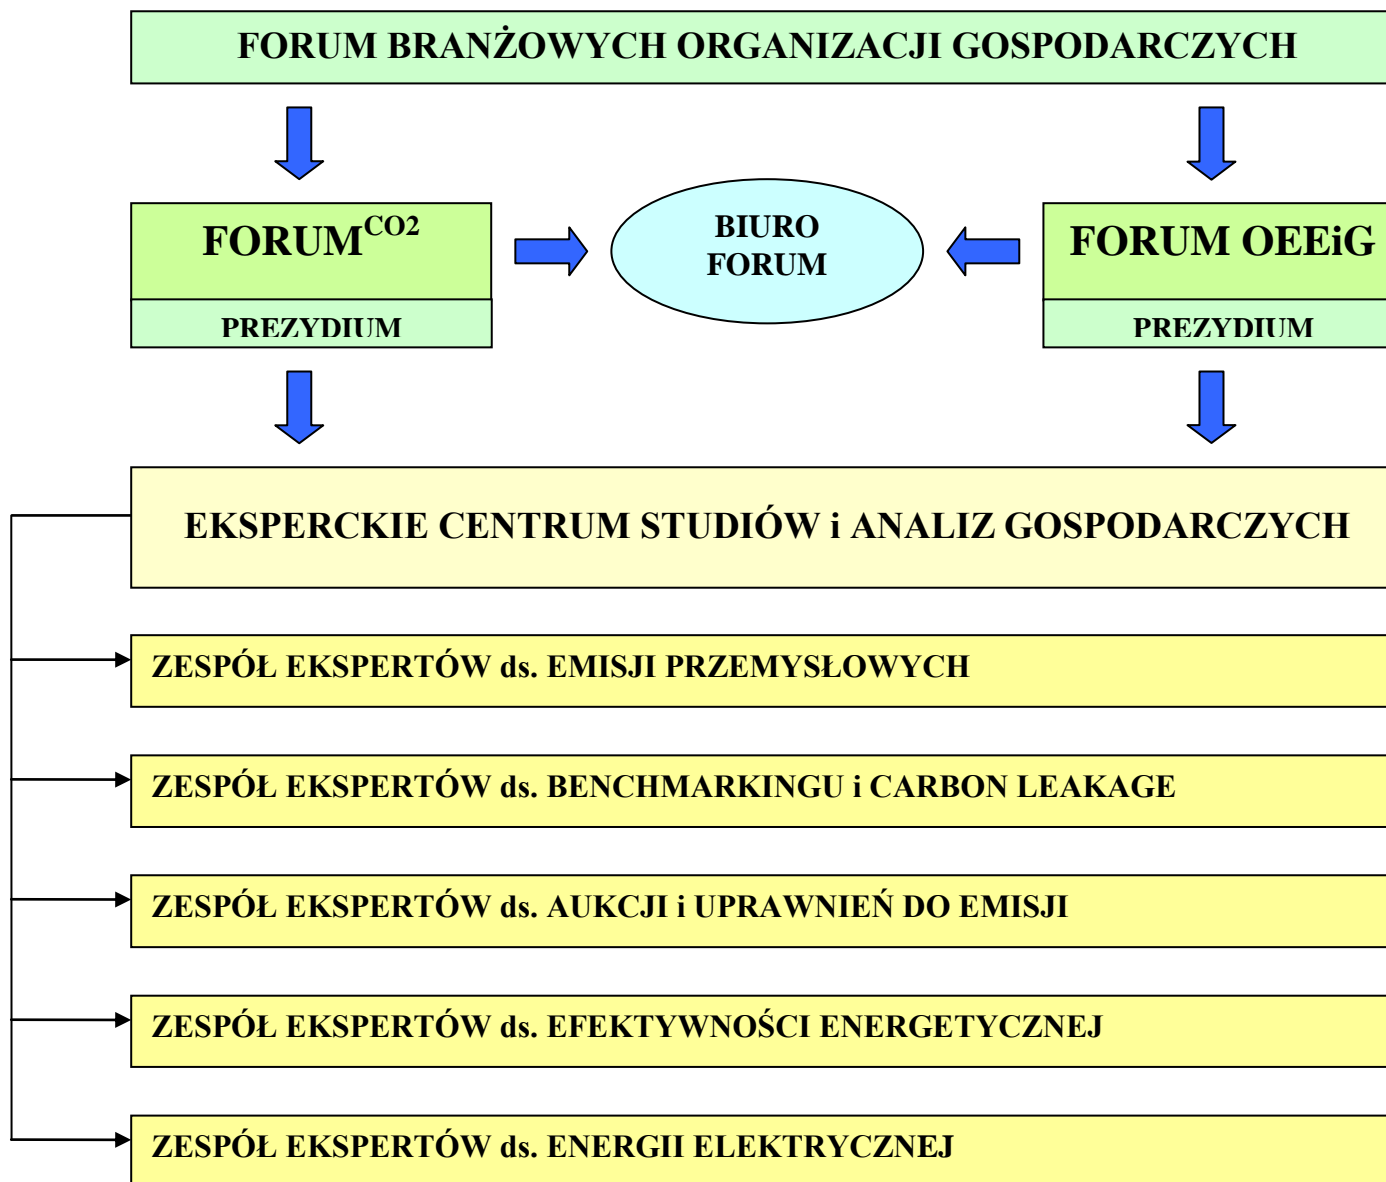 FORUM BRANŻOWYCH ORGANIZACJI GOSPODARCZYCH
FORUM^CO2
PREZYDIUM
BIURO
FORUM
FORUM OEEiG
PREZYDIUM
EKSPERCKIE CENTRUM STUDIÓW i ANALIZ GOSPODARCZYCH
ZESPÓŁ EKSPERTÓW ds. EMISJI PRZEMYSŁOWYCH
ZESPÓŁ EKSPERTÓW ds. BENCHMARKINGU i CARBON LEAKAGE
ZESPÓŁ EKSPERTÓW ds. AUKCJI i UPRAWNIEŃ DO EMISJI
ZESPÓŁ EKSPERTÓW ds. EFEKTYWNOŚCI ENERGETYCZNEJ
ZESPÓŁ EKSPERTÓW ds. ENERGII ELEKTRYCZNEJ